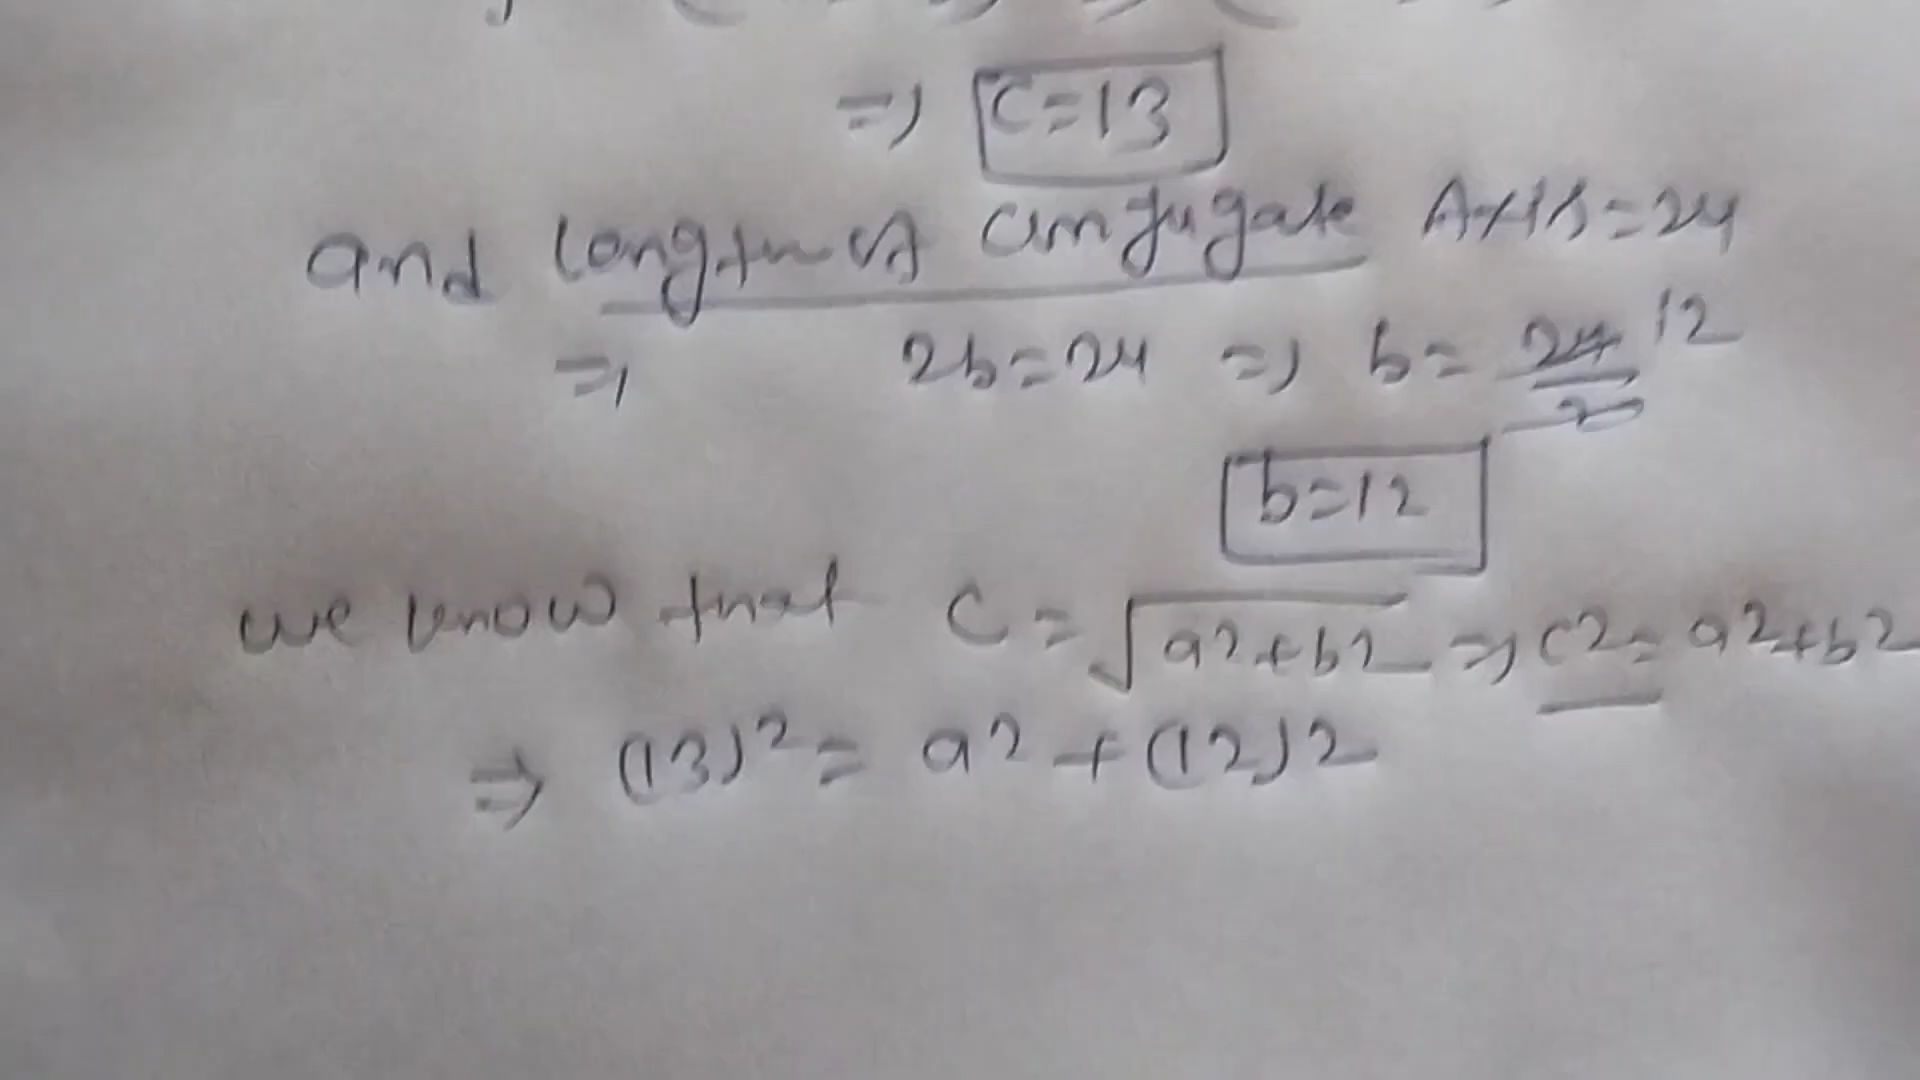 => C=13
and length of conjugate Axis=24
=> 2b=24 => b= 24/2 12
b=12
we know that C=√a2+b2 => c2= a2+b2
=> (13)2= a2+(12)2